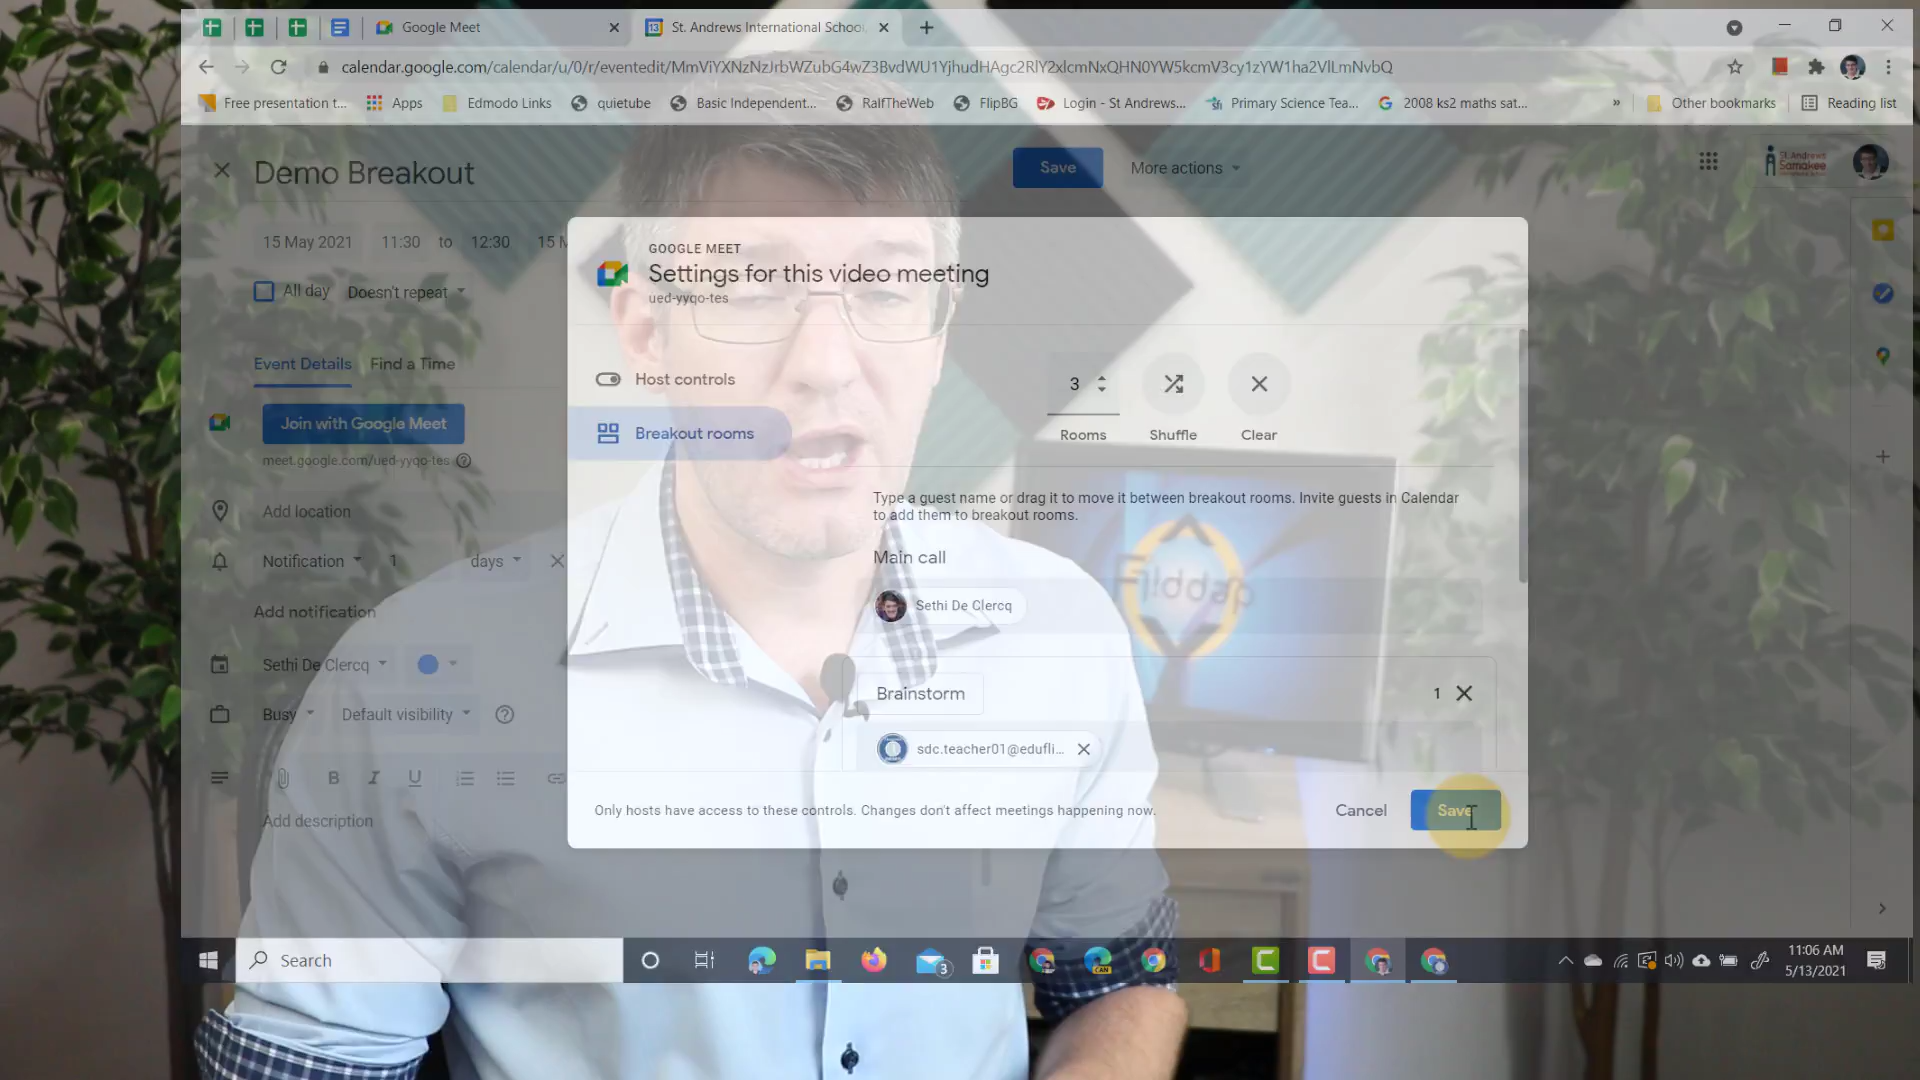 Google Meet
St. Andrews International Schoo
calendar.google.com/calendar/u/0/r/eventedit/MmViYXNzNzJrbWZubG4wZ3BvdWU1YjhudHAgc2RlY2xlcmNxQHN0YW5kcmV3cy1zYW1ha2VlLmNvbQ
Free presentation t...
Apps
Edmodo Links
quietube
Basic Independent...
RalfTheWeb
FlipBG
Login - St Andrews...
Primary Science Tea...
2008 ks2 maths sat...
»
Other bookmarks
Reading list
Demo Breakout
Save
More actions
St. Andrews
Samakee
15 May 2021 11:30 to 12:30 15 M
All day Doesn't repeat
Event Details Find a Time
Join with Google Meet
meet.google.com/ued-yyqo-tes
Add location
Notification 1 days
Add notification
Sethi De Clercq
Busy Default visibility
B I U
Add description
GOOGLE MEET
Settings for this video meeting
ued-yyqo-tes
Host controls
Breakout rooms
3
Rooms Shuffle Clear
Type a guest name or drag it to move it between breakout rooms. Invite guests in Calendar
to add them to breakout rooms.
Main call
Sethi De Clercq
Brainstorm 1
sdc.teacher01@edufli...
Only hosts have access to these controls. Changes don't affect meetings happening now.
Cancel Save
Search
3
CAN
11:06 AM
5/13/2021